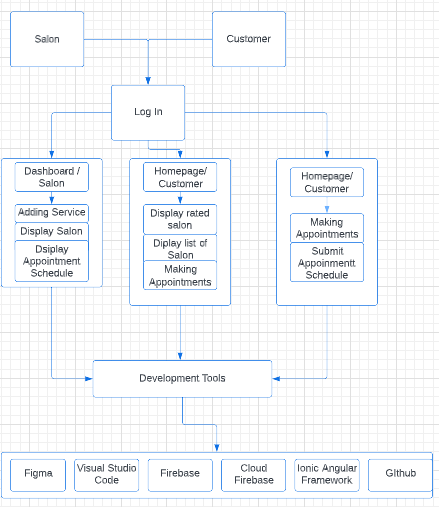 Salon
Customer
Log In
Dashboard /
Salon
Adding Service
Display Salon
Dsiplay
Appointment
Schedule
Homepage/
Customer
Display rated
salon
Diplay list of
Salon
Making
Appointments
Homepage/
Customer
Making
Appointments
Submit
Appoinmentt
Schedule
Development Tools
Figma
Visual Studio
Code
Firebase
Cloud
Firebase
Ionic Angular
Framework
GIthub